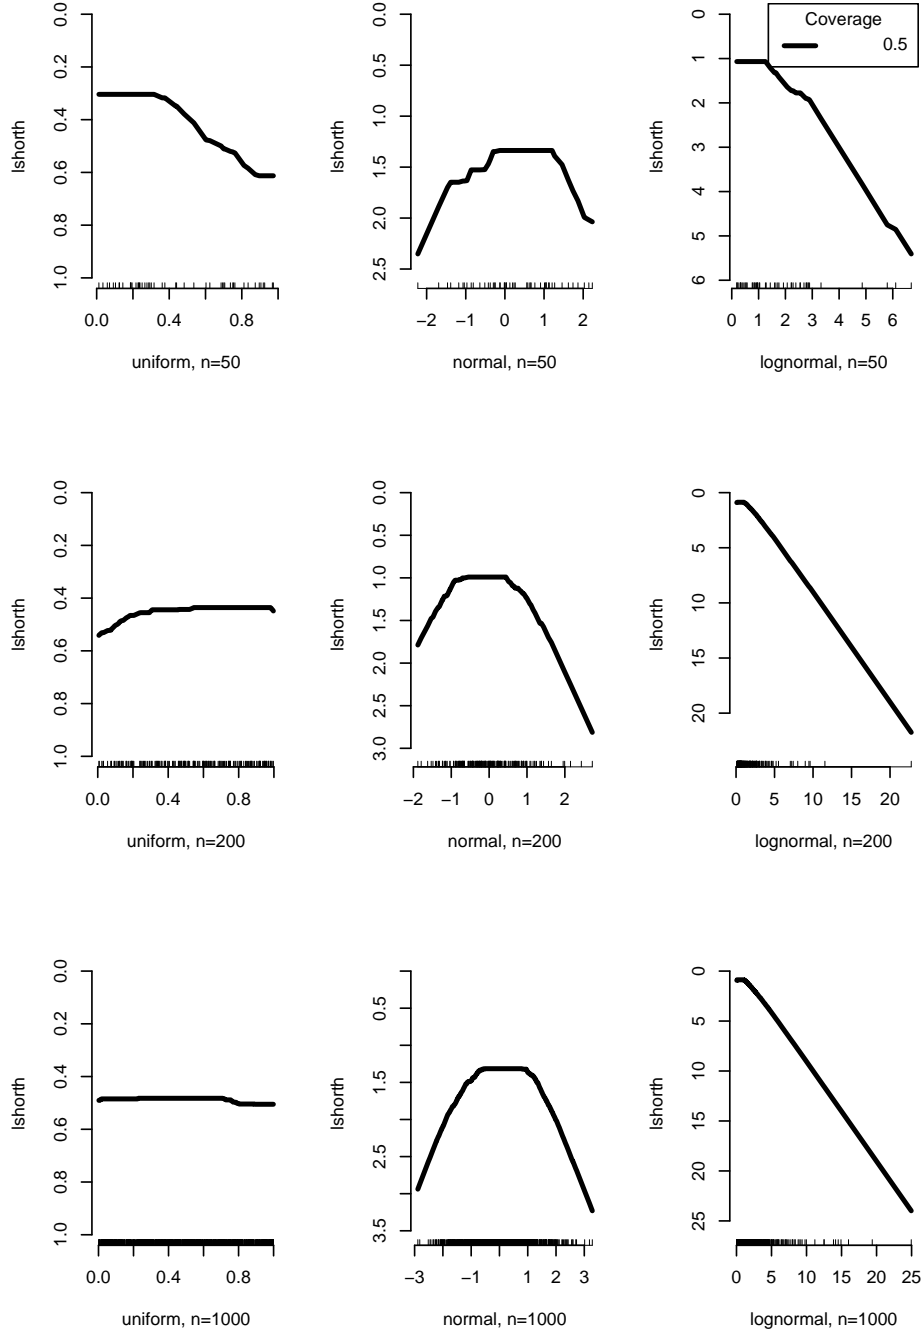 Coverage
0.5
lshorth
0.0 0.2 0.4 0.6 0.8 1.0
0.0 0.4 0.8
uniform, n=50
lshorth
0.0 0.5 1.0 1.5 2.0 2.5
−2 −1 0 1 2
normal, n=50
lshorth
0 1 2 3 4 5 6
0 1 2 3 4 5 6
lognormal, n=50
lshorth
0.0 0.2 0.4 0.6 0.8 1.0
0.0 0.4 0.8
uniform, n=200
lshorth
0.0 0.5 1.0 1.5 2.0 2.5 3.0
−2 −1 0 1 2
normal, n=200
lshorth
0 5 10 15 20
0 5 10 15 20
lognormal, n=200
lshorth
0.0 0.2 0.4 0.6 0.8 1.0
0.0 0.4 0.8
uniform, n=1000
lshorth
0.5 1.5 2.5 3.5
−3 −1 1 2 3
normal, n=1000
lshorth
0 5 10 15 20 25
0 5 10 15 20 25
lognormal, n=1000